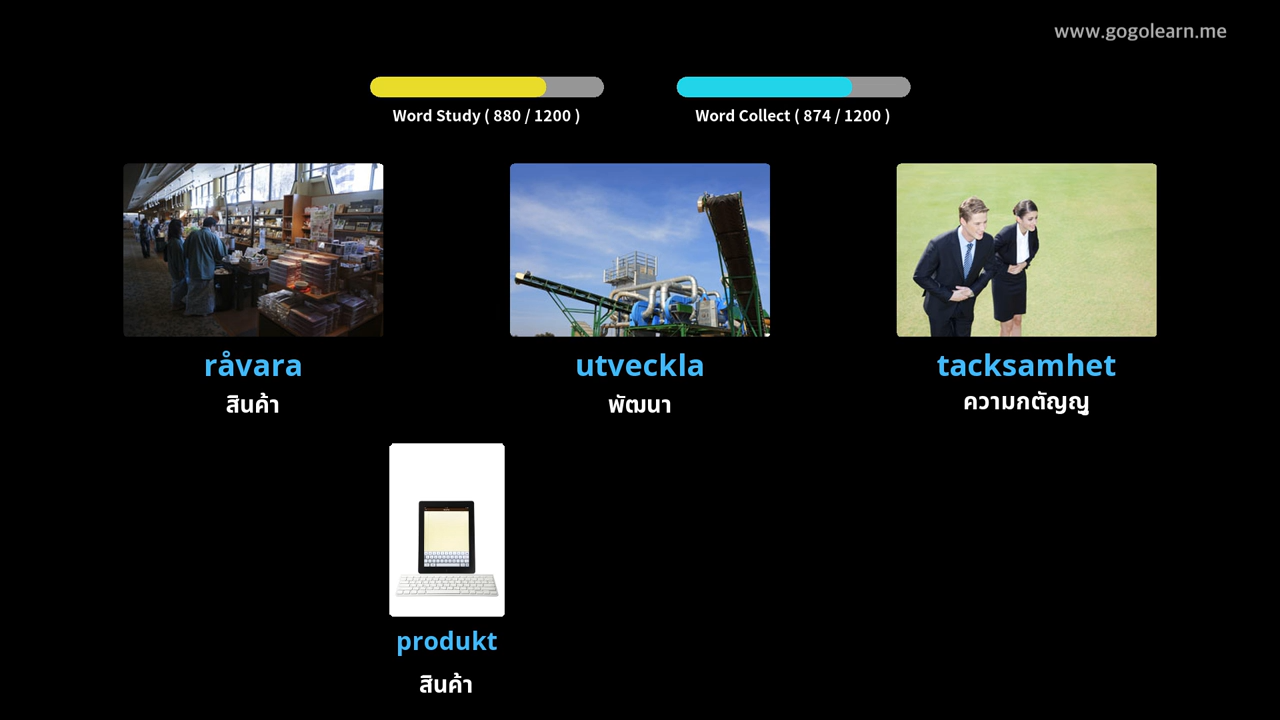 www.gogolearn.me
Word Study ( 880 / 1200 )
Word Collect ( 874 / 1200 )
råvara
สินค้า
utveckla
พัฒนา
tacksamhet
ความกตัญญู
produkt
สินค้า